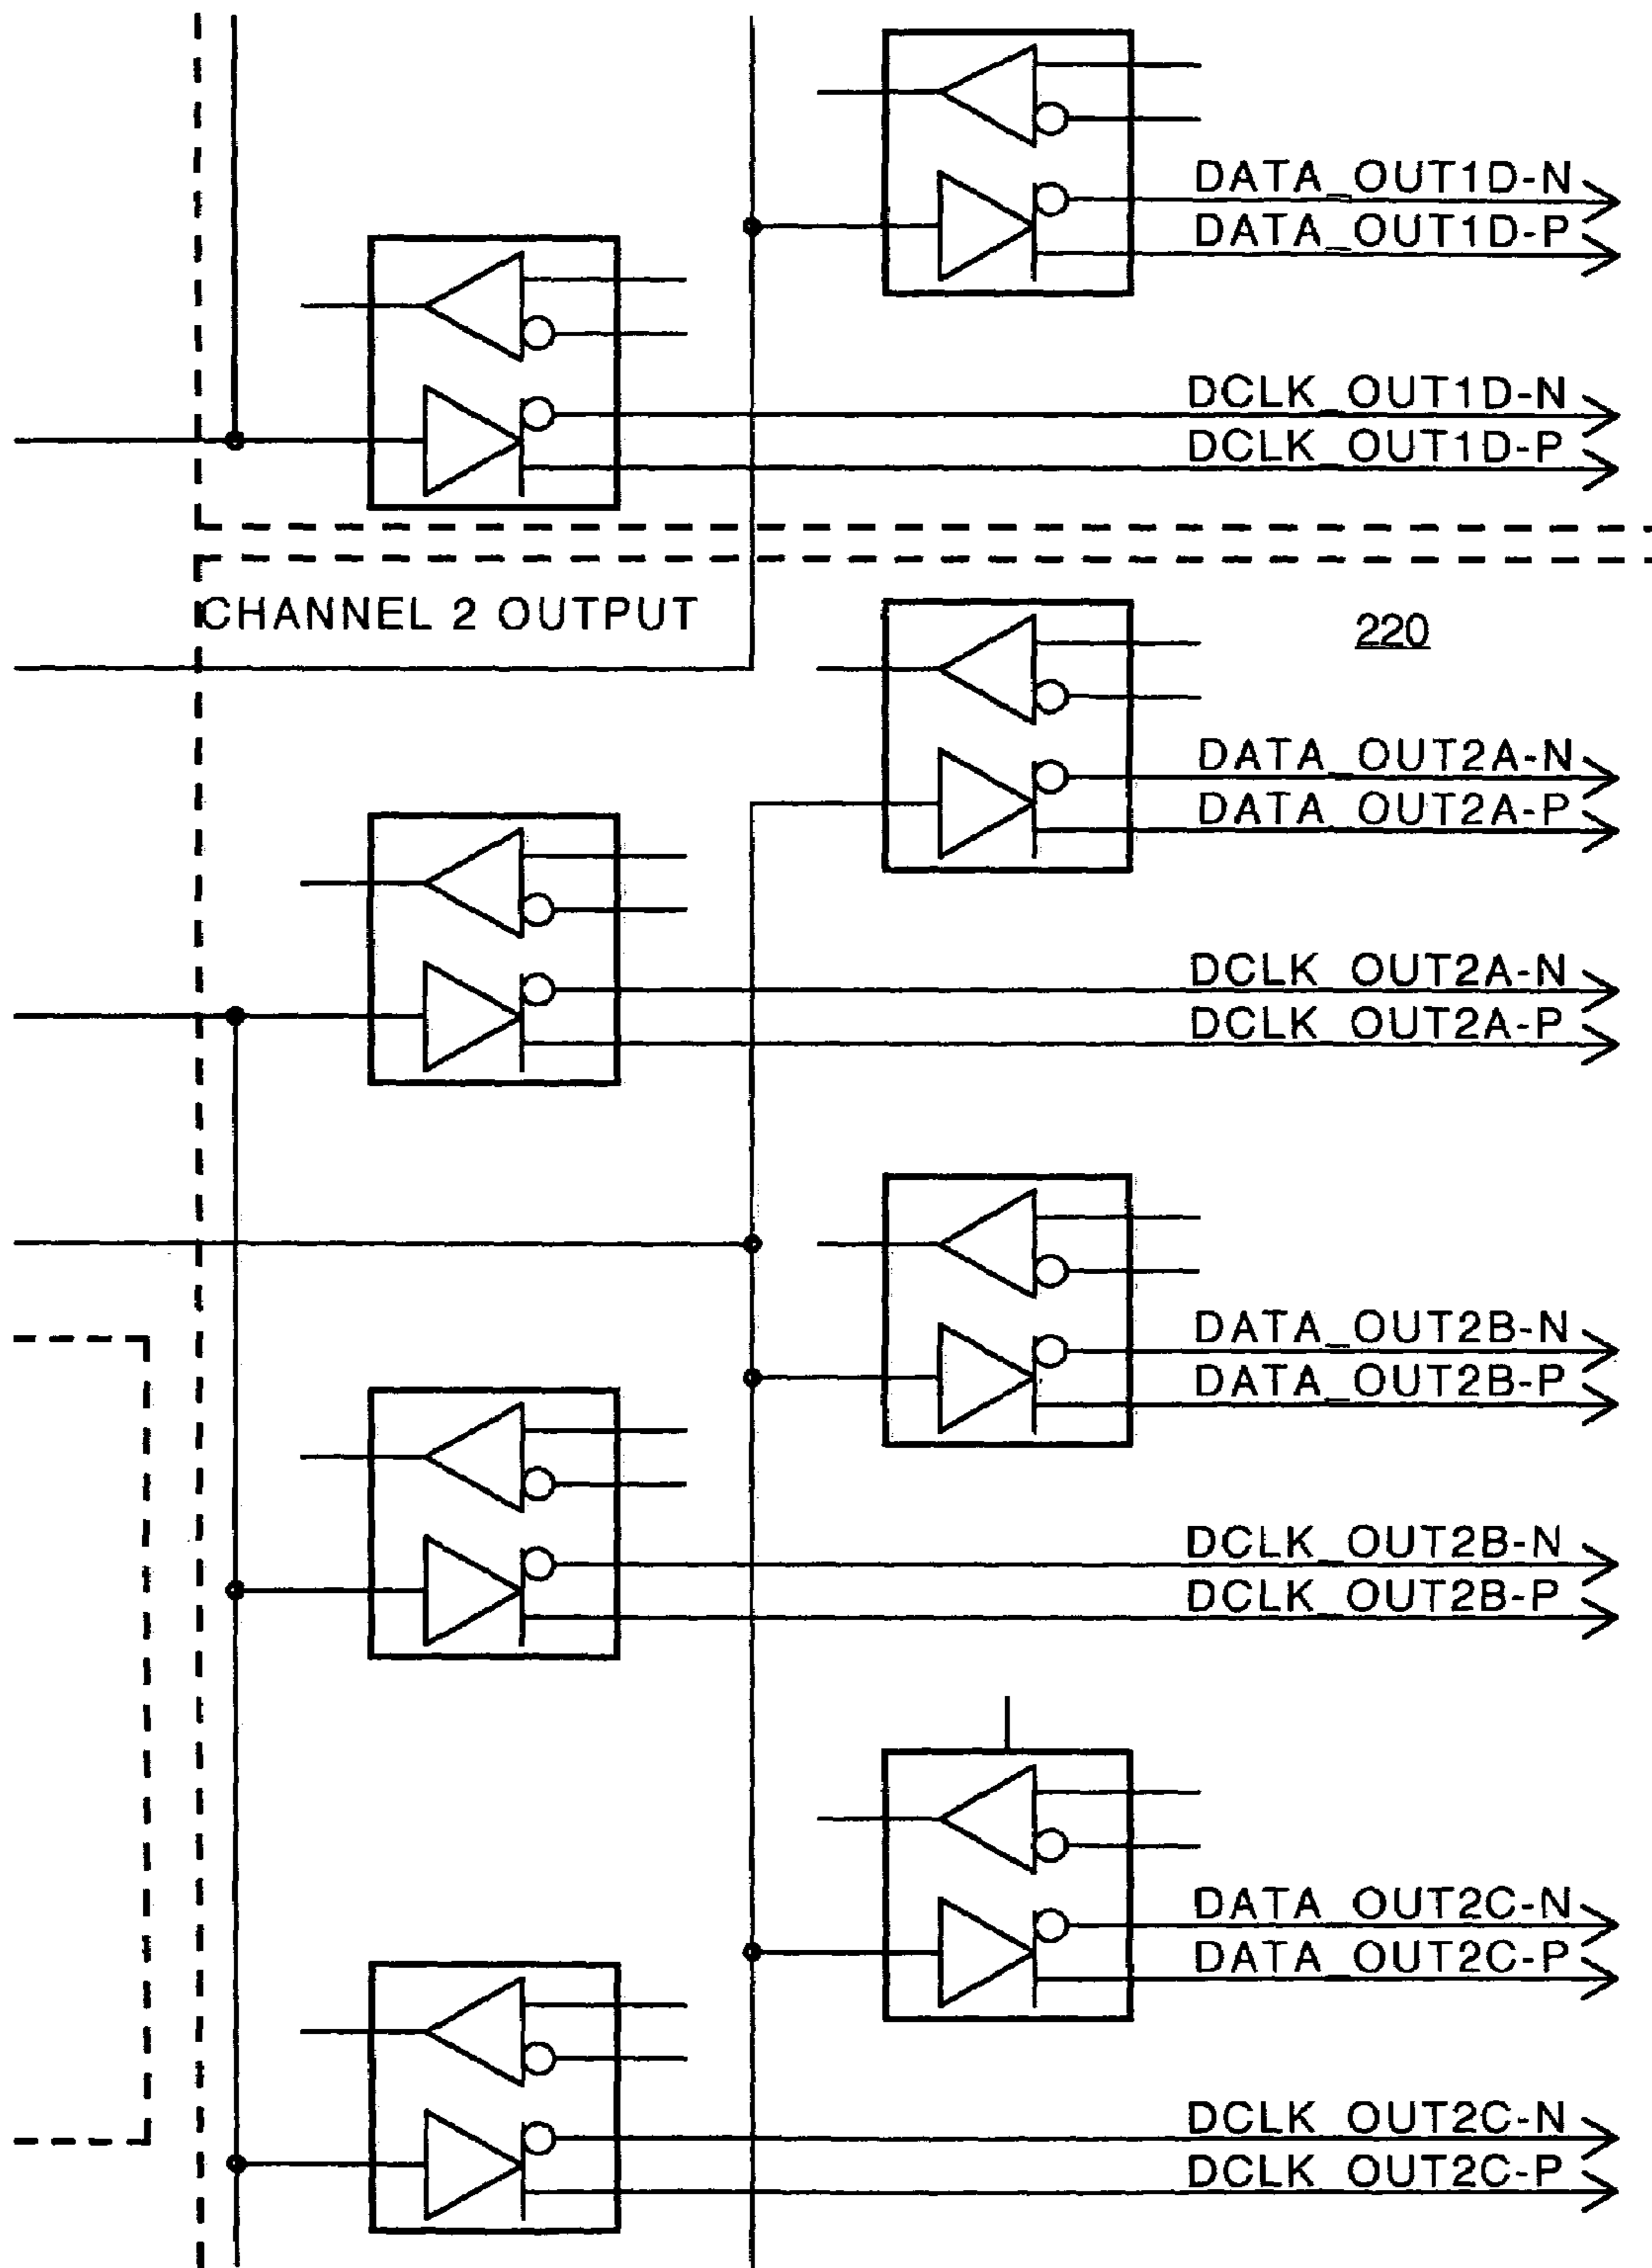 DATA_OUT1D-N
DATA_OUT1D-P
DCLK_OUT1D-N
DCLK_OUT1D-P
CHANNEL 2 OUTPUT
220
DATA_OUT2A-N
DATA_OUT2A-P
DCLK_OUT2A-N
DCLK_OUT2A-P
DATA_OUT2B-N
DATA_OUT2B-P
DCLK_OUT2B-N
DCLK_OUT2B-P
DATA_OUT2C-N
DATA_OUT2C-P
DCLK_OUT2C-N
DCLK_OUT2C-P